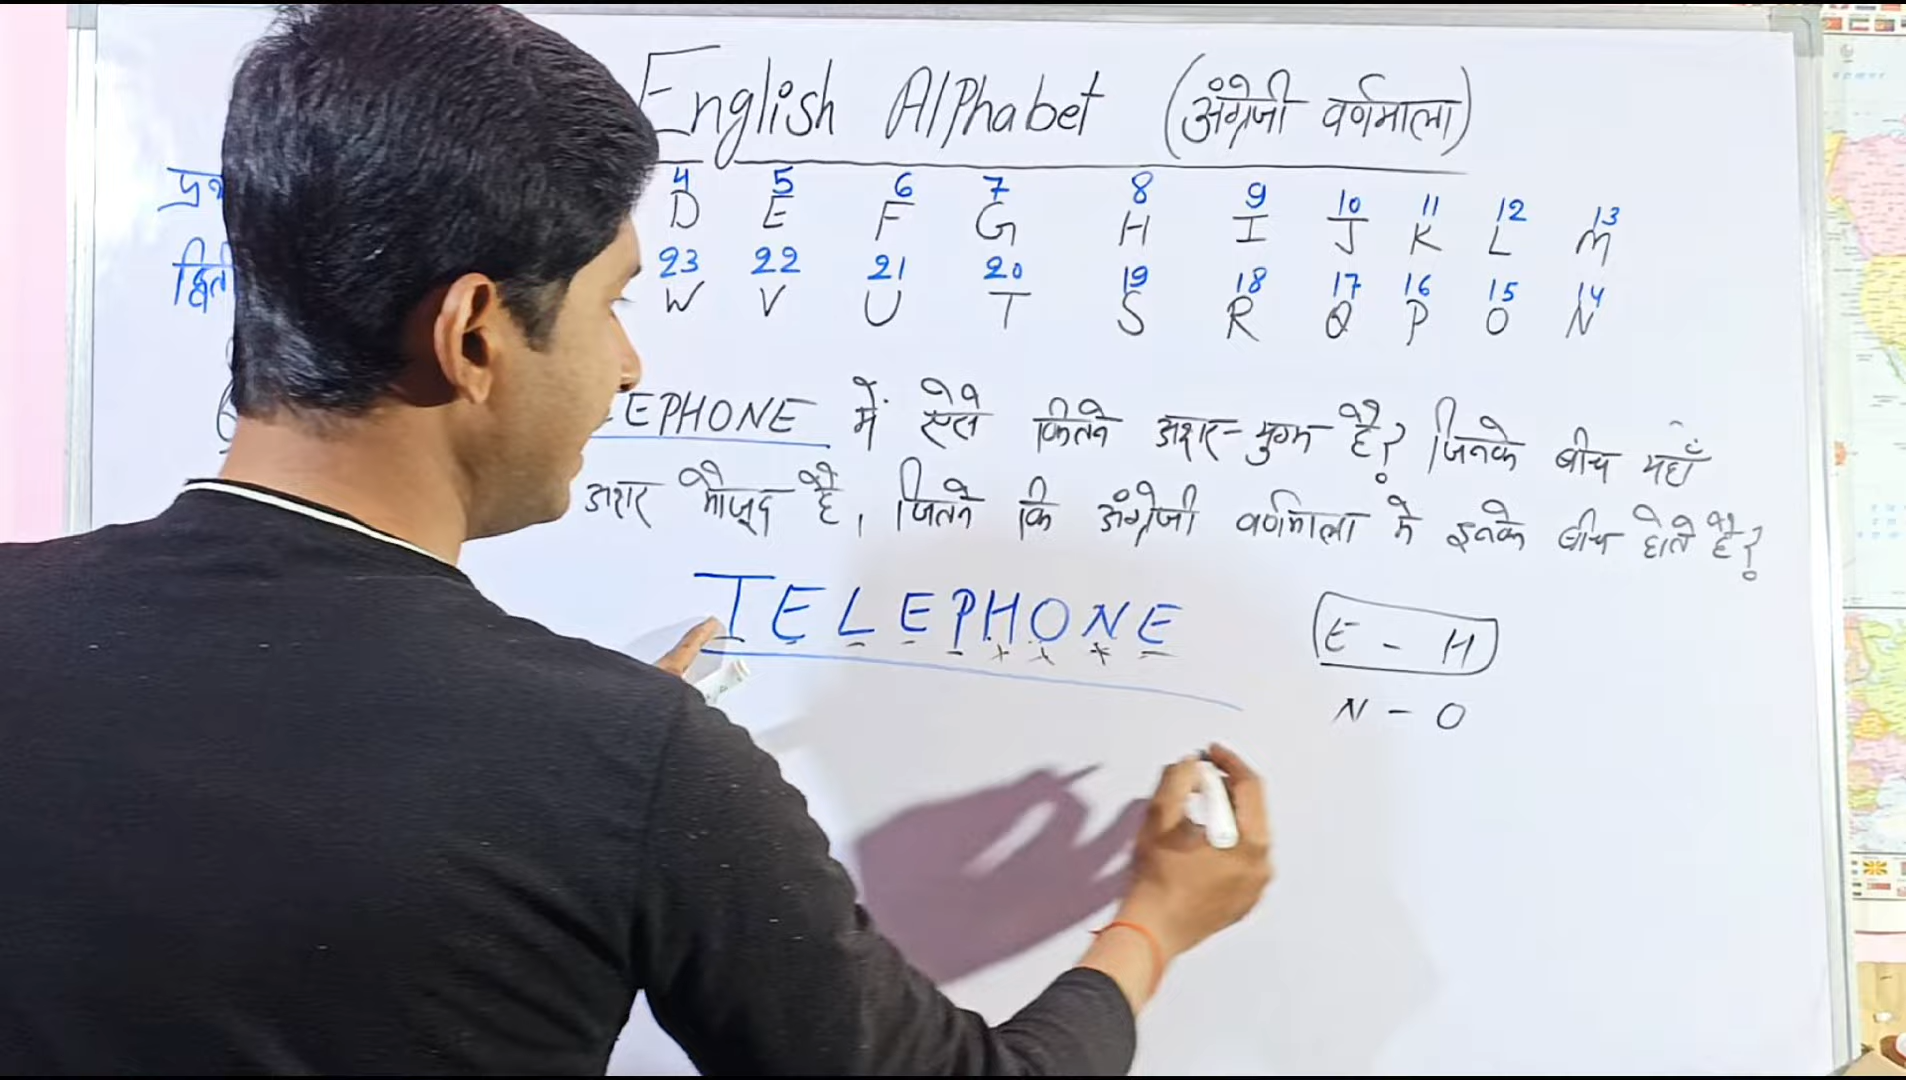 English Alphabet (अंग्रेजी वर्णमाला)
4 5 6 7 8 9 10 11 12 13
D E F G H I J K L M
23 22 21 20 19 18 17 16 15 14
W V U T S R Q P O N
EPHONE में ऐसे कितने अक्षर-युग्म है? जिनके बीच यहाँ
अक्षर मौजूद है, जितने कि अंग्रेजी वर्णमाला मे इनके बीच होते है?
TELEPHONE
E - H
N - O